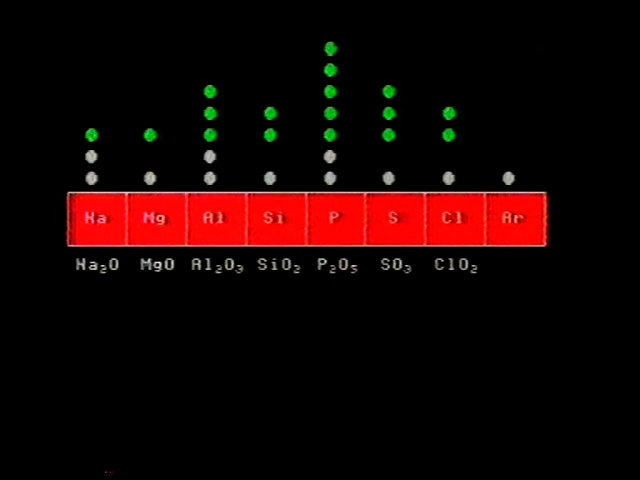 Na Mg Al Si P S Cl Ar
Na₂O MgO Al₂O₃ SiO₂ P₂O₅ SO₃ ClO₂